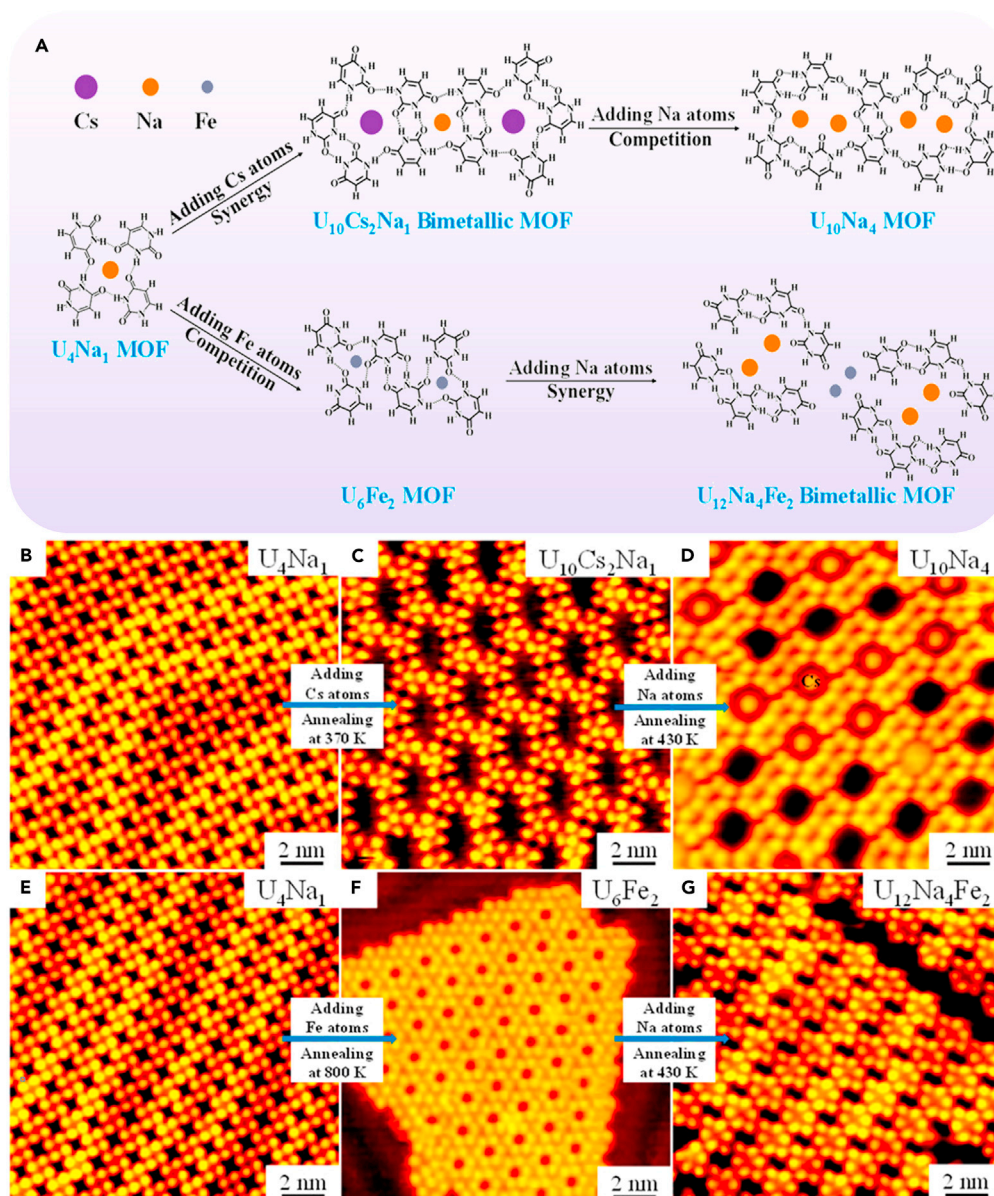 A
Cs Na Fe
Adding Cs atoms
Synergy
U₁₀Cs₂Na₁ Bimetallic MOF
Adding Na atoms
Competition
U₁₀Na₄ MOF
U₄Na₁ MOF
Adding Fe atoms
Competition
U₆Fe₂ MOF
Adding Na atoms
Synergy
U₁₂Na₄Fe₂ Bimetallic MOF
B U₄Na₁
2 nm
Adding
Cs atoms
Annealing
at 370 K
C U₁₀Cs₂Na₁
2 nm
Adding
Na atoms
Annealing
at 430 K
D U₁₀Na₄
Cs
2 nm
E U₄Na₁
2 nm
Adding
Fe atoms
Annealing
at 800 K
F U₆Fe₂
2 nm
Adding
Na atoms
Annealing
at 430 K
G U₁₂Na₄Fe₂
2 nm